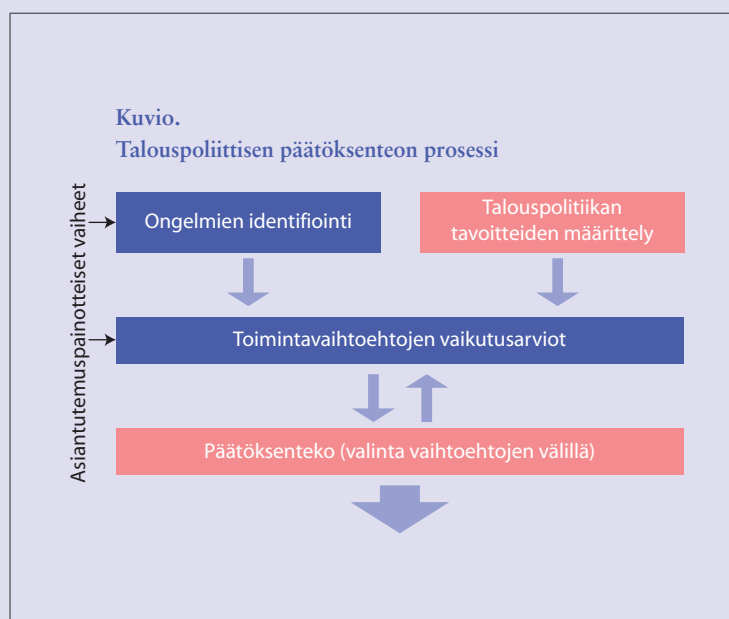 Kuvio.
Talouspoliittisen päätöksenteon prosessi
Asiantutemuspainotteiset vaiheet
Ongelmien identifiointi
Talouspolitiikan
tavoitteiden määrittely
Toimintavaihtoehtojen vaikutusarviot
Päätöksenteko (valinta vaihtoehtojen välillä)